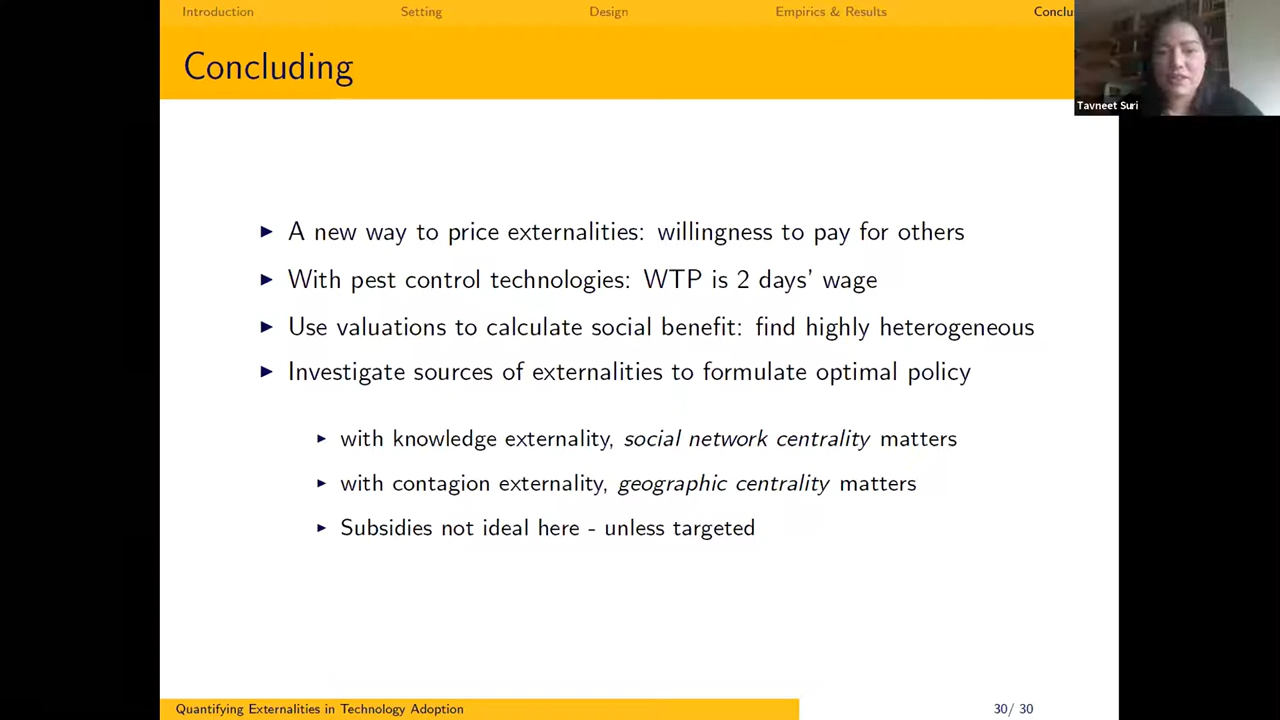 Introduction Setting Design Empirics & Results Conclu
Concluding
Tavneet Suri
A new way to price externalities: willingness to pay for others
With pest control technologies: WTP is 2 days' wage
Use valuations to calculate social benefit: find highly heterogeneous
Investigate sources of externalities to formulate optimal policy
with knowledge externality, social network centrality matters
with contagion externality, geographic centrality matters
Subsidies not ideal here - unless targeted
Quantifying Externalities in Technology Adoption 30/ 30